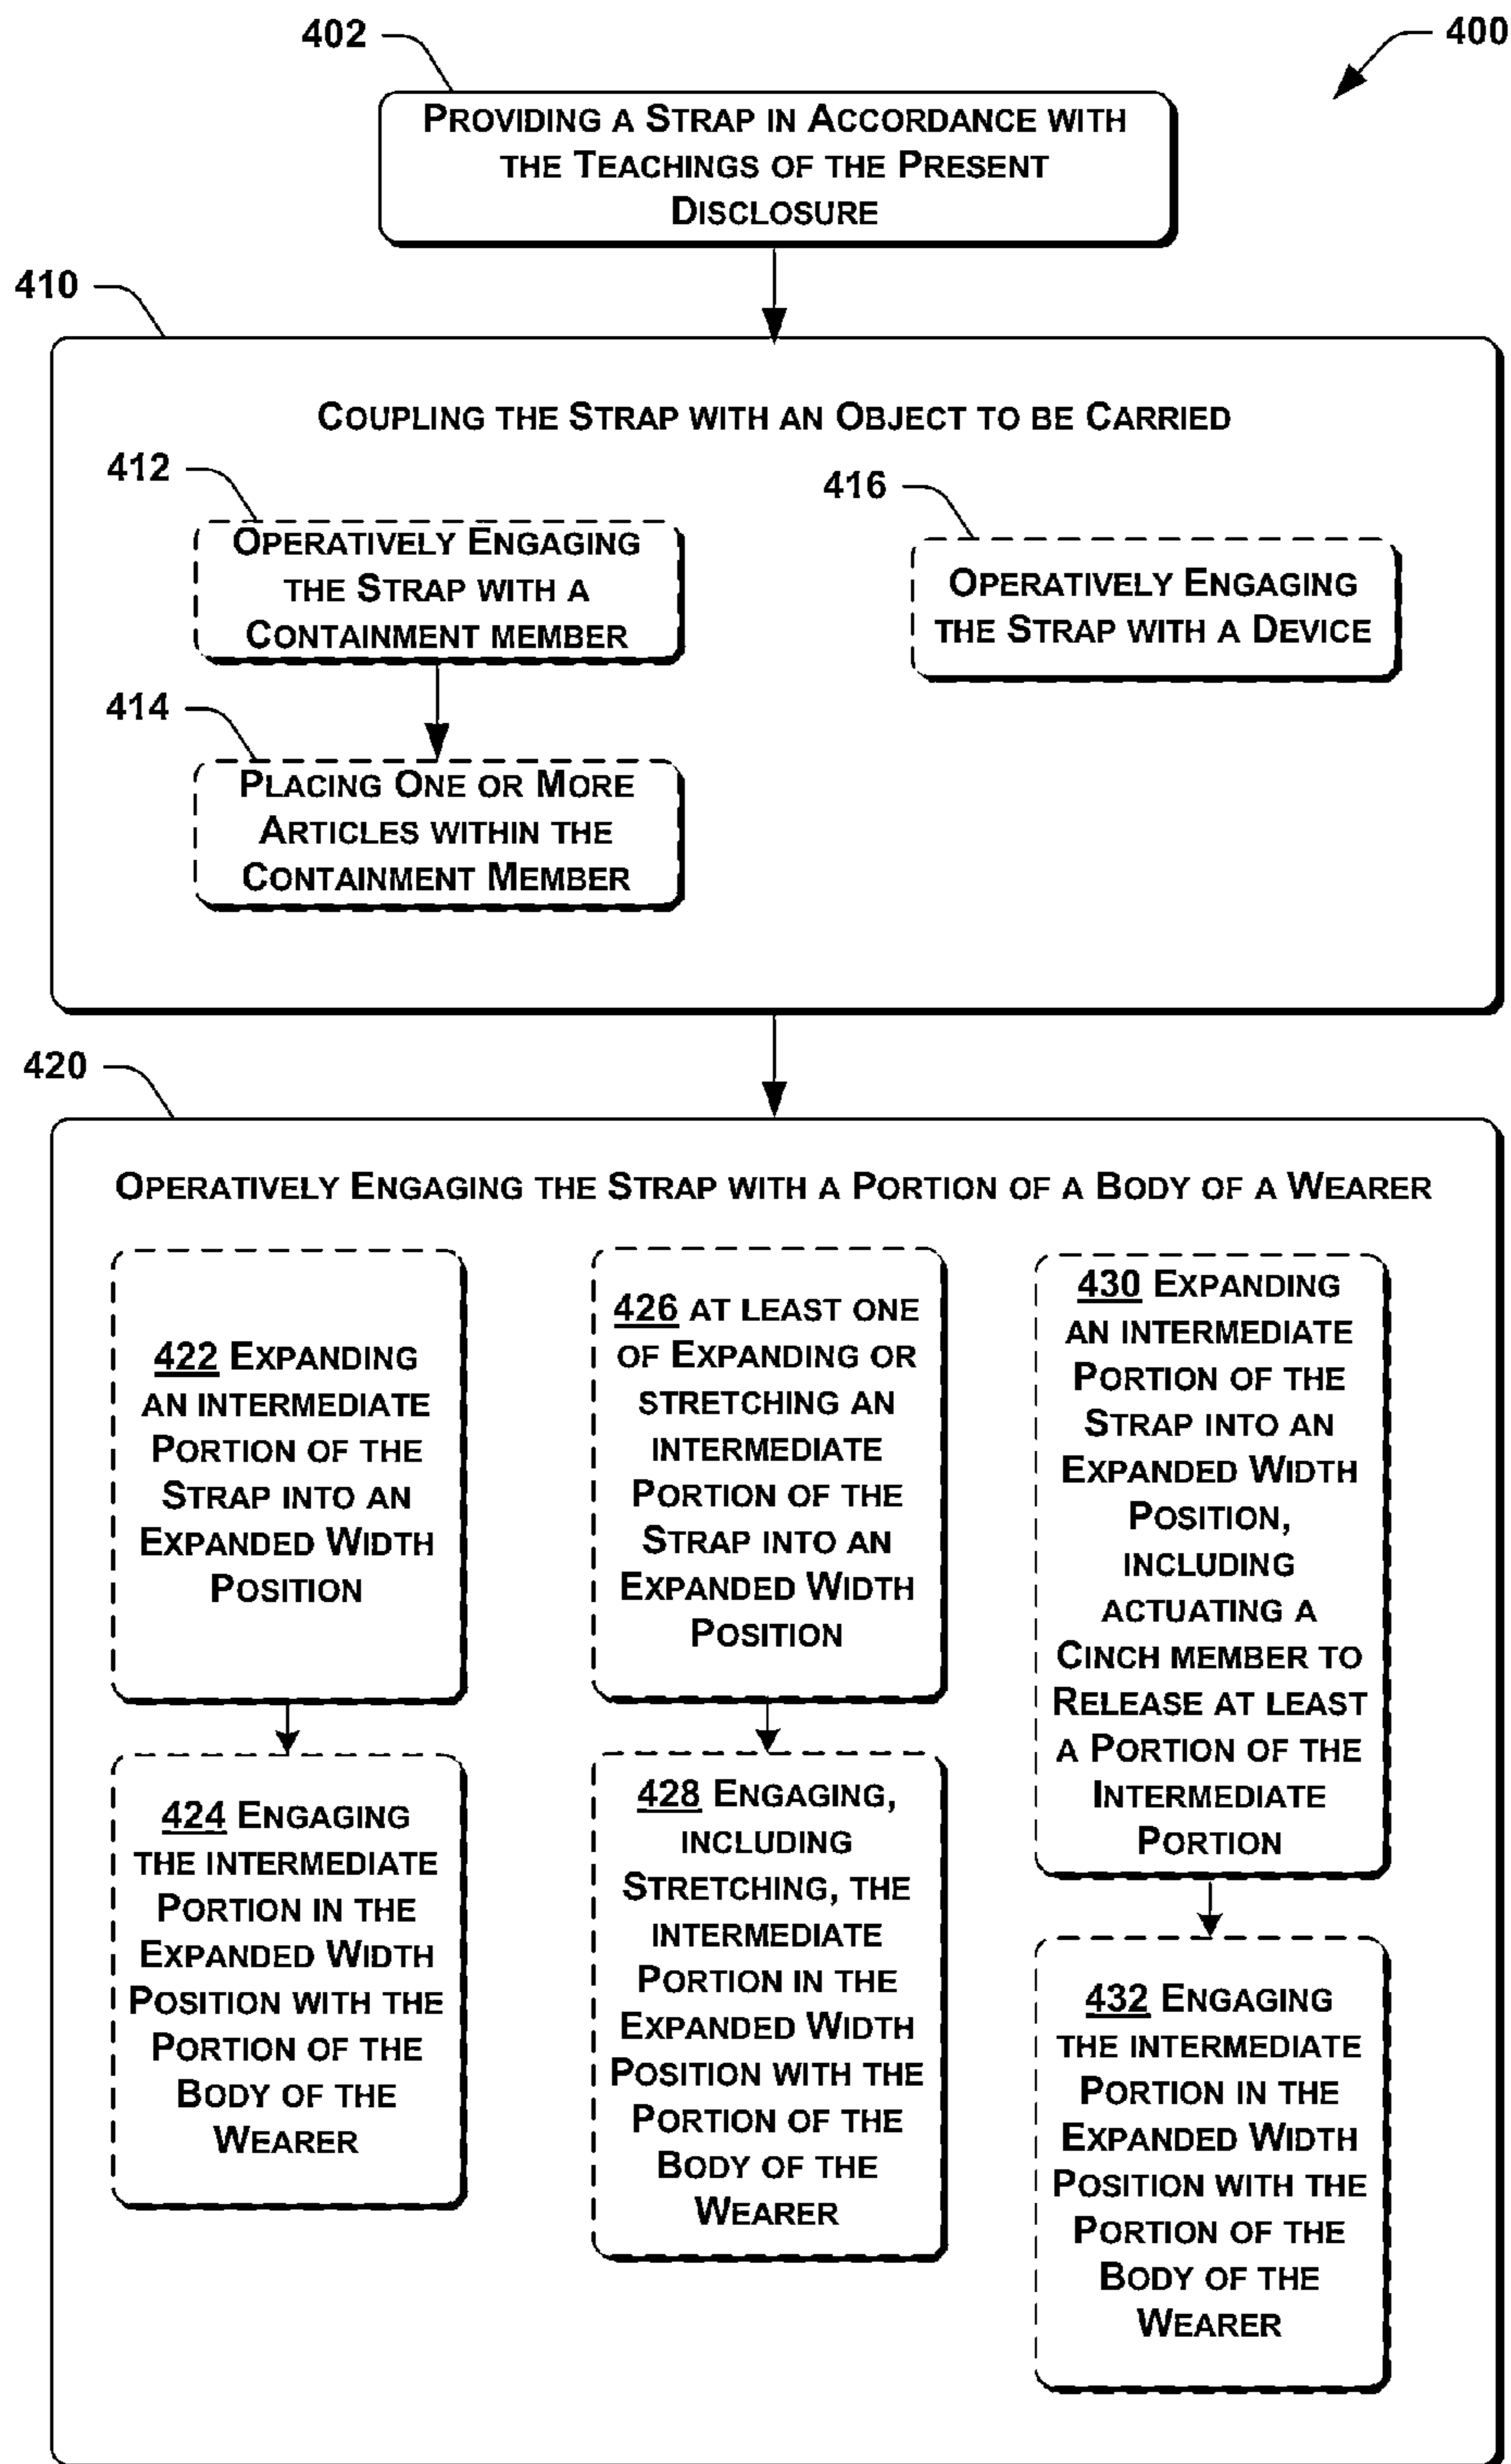 402
400
PROVIDING A STRAP IN ACCORDANCE WITH
THE TEACHINGS OF THE PRESENT
DISCLOSURE
410
COUPLING THE STRAP WITH AN OBJECT TO BE CARRIED
412
OPERATIVELY ENGAGING
THE STRAP WITH A
CONTAINMENT MEMBER
414
PLACING ONE OR MORE
ARTICLES WITHIN THE
CONTAINMENT MEMBER
416
OPERATIVELY ENGAGING
THE STRAP WITH A DEVICE
420
OPERATIVELY ENGAGING THE STRAP WITH A PORTION OF A BODY OF A WEARER
422 EXPANDING
AN INTERMEDIATE
PORTION OF THE
STRAP INTO AN
EXPANDED WIDTH
POSITION
424 ENGAGING
THE INTERMEDIATE
PORTION IN THE
EXPANDED WIDTH
POSITION WITH THE
PORTION OF THE
BODY OF THE
WEARER
426 AT LEAST ONE
OF EXPANDING OR
STRETCHING AN
INTERMEDIATE
PORTION OF THE
STRAP INTO AN
EXPANDED WIDTH
POSITION
428 ENGAGING,
INCLUDING
STRETCHING, THE
INTERMEDIATE
PORTION IN THE
EXPANDED WIDTH
POSITION WITH THE
PORTION OF THE
BODY OF THE
WEARER
430 EXPANDING
AN INTERMEDIATE
PORTION OF THE
STRAP INTO AN
EXPANDED WIDTH
POSITION,
INCLUDING
ACTUATING A
CINCH MEMBER TO
RELEASE AT LEAST
A PORTION OF THE
INTERMEDIATE
PORTION
432 ENGAGING
THE INTERMEDIATE
PORTION IN THE
EXPANDED WIDTH
POSITION WITH THE
PORTION OF THE
BODY OF THE
WEARER